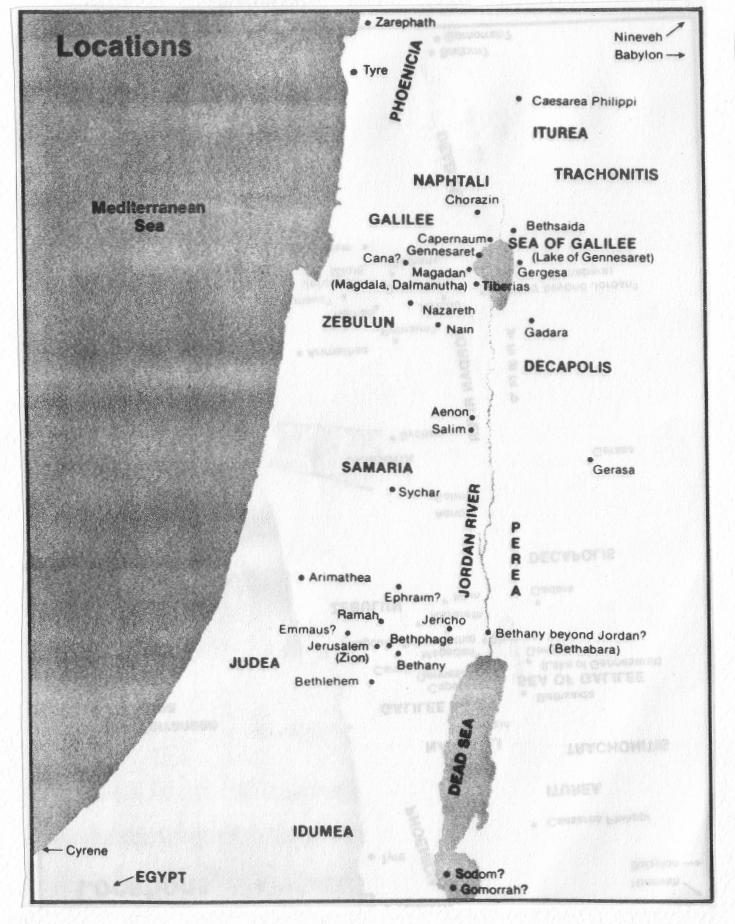 Locations
Zarephath
Nineveh
Babylon
Tyre
PHOENICIA
Caesarea Philippi
ITUREA
TRACHONITIS
NAPHTALI
Chorazin
Mediterranean
Sea
GALILEE
Bethsaida
Capernaum
SEA OF GALILEE
Gennesaret
(Lake of Gennesaret)
Cana?
Magadan
Gergesa
(Magdala, Dalmanutha)
Tiberias
Nazareth
ZEBULUN
Nain
Gadara
DECAPOLIS
Aenon
Salim
SAMARIA
Gerasa
Sychar
JORDAN RIVER
PEREA
Arimathea
Ephraim?
Ramah
Jericho
Emmaus?
Bethphage
Bethany beyond Jordan?
(Bethabara)
Jerusalem
(Zion)
JUDEA
Bethany
Bethlehem
DEAD SEA
IDUMEA
Cyrene
EGYPT
Sodom?
Gomorrah?